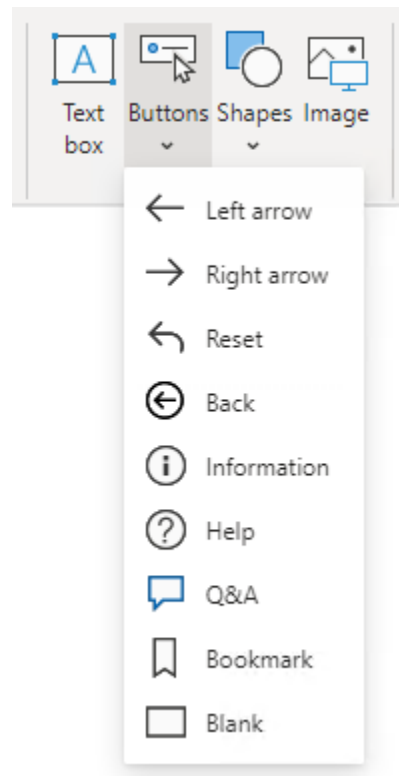 Text
box
Buttons
Shapes
Image
Left arrow
Right arrow
Reset
Back
Information
Help
Q&A
Bookmark
Blank